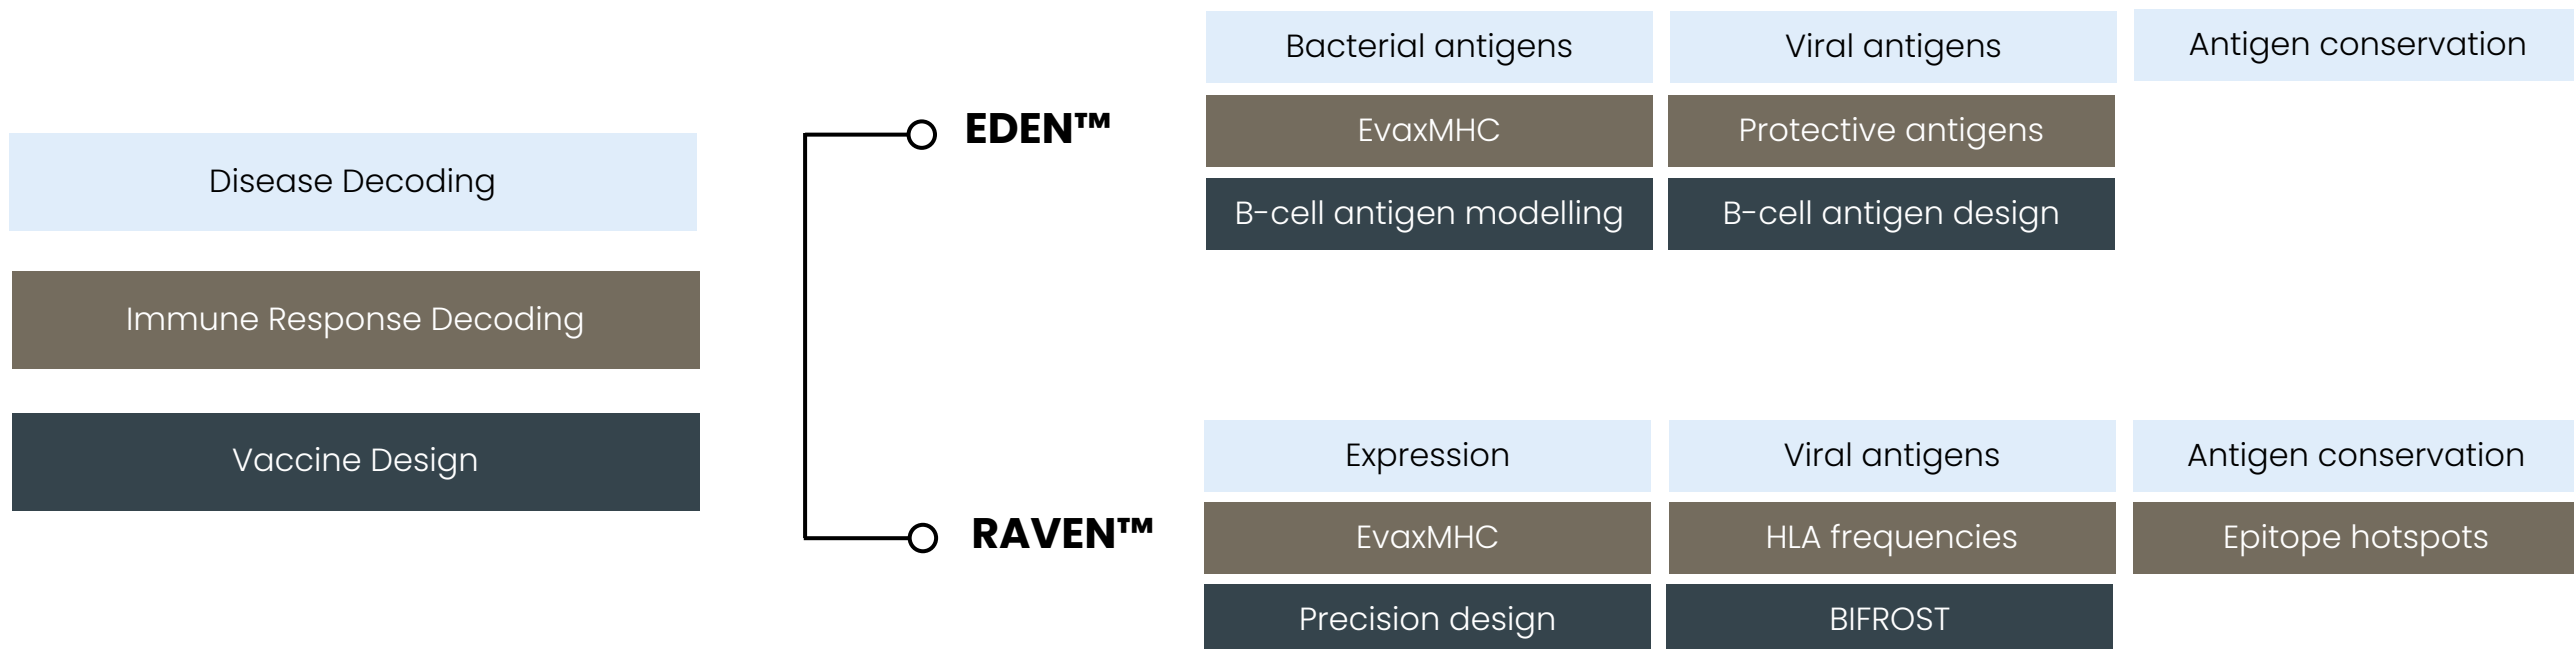 Disease Decoding
Immune Response Decoding
Vaccine Design
EDEN™
Bacterial antigens
Viral antigens
Antigen conservation
EvaxMHC
Protective antigens
B-cell antigen modelling
B-cell antigen design
RAVEN™
Expression
Viral antigens
Antigen conservation
EvaxMHC
HLA frequencies
Epitope hotspots
Precision design
BIFROST